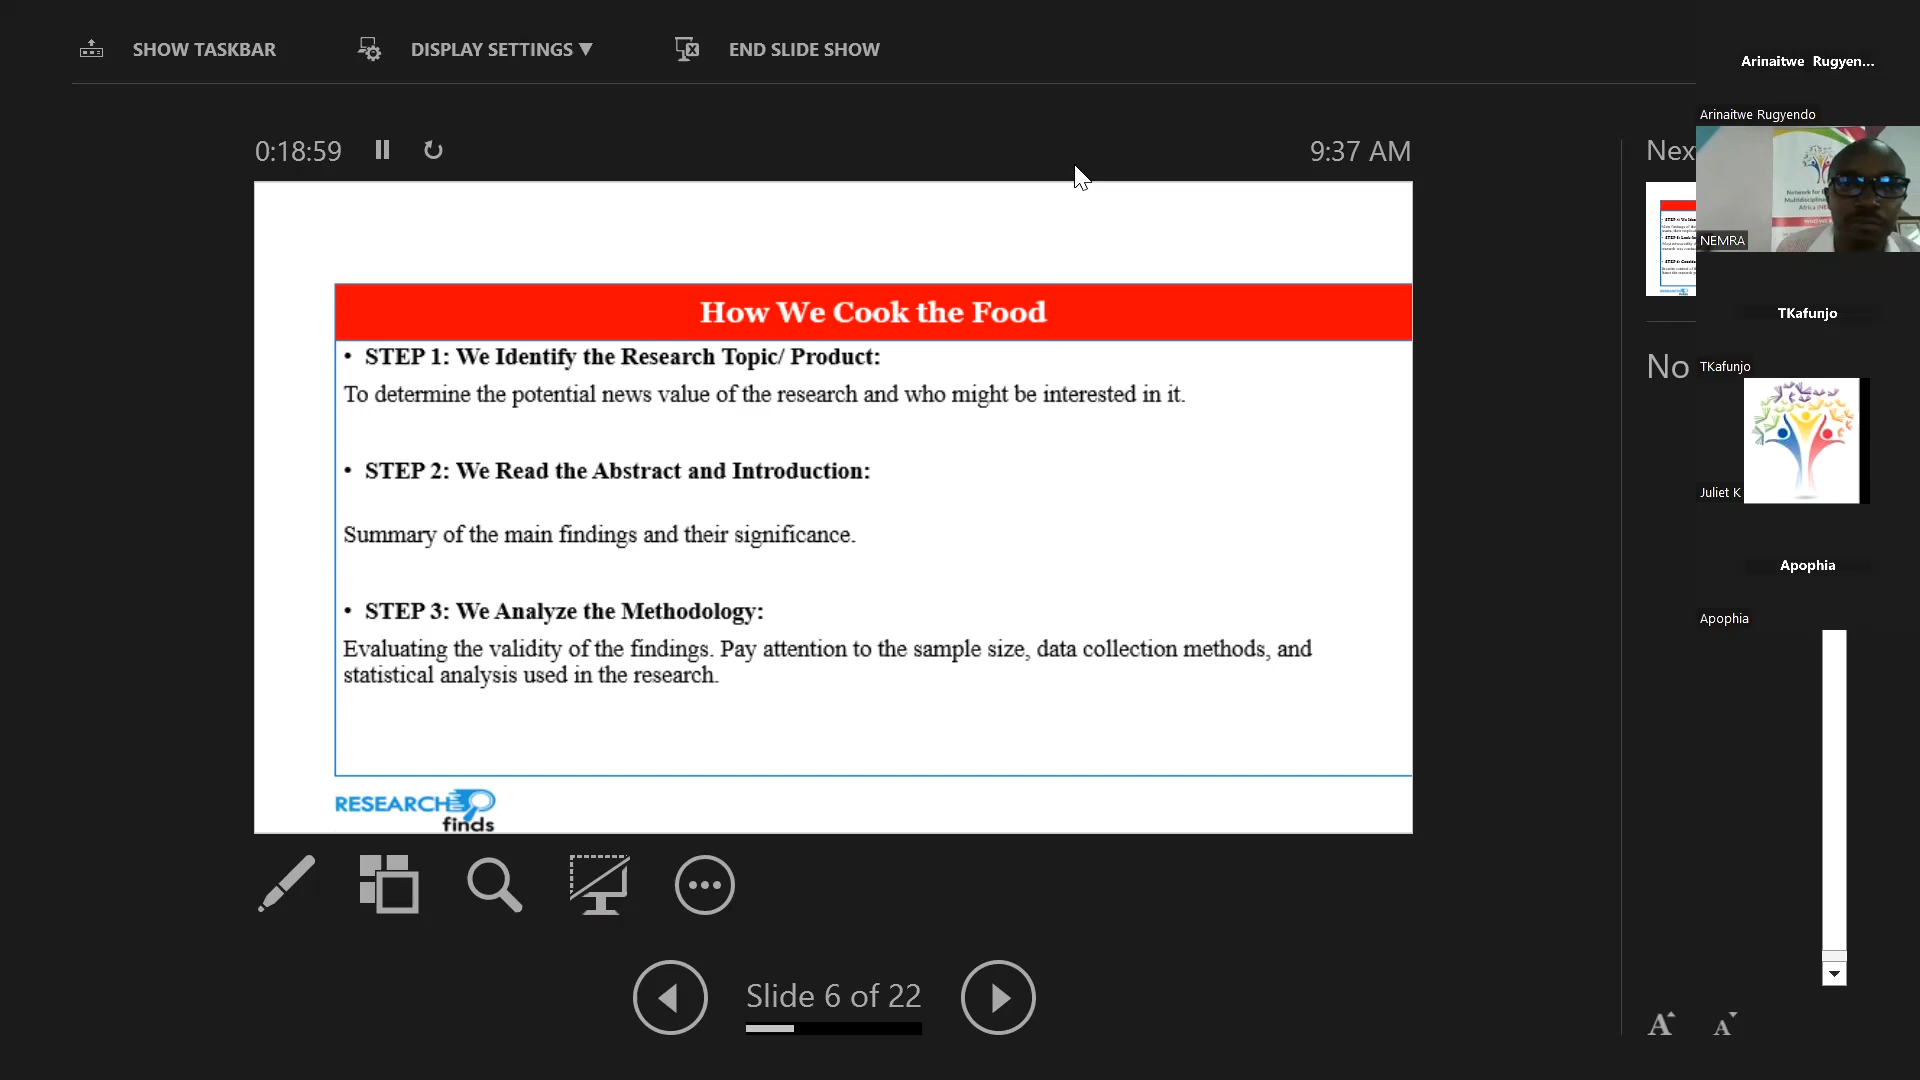 SHOW TASKBAR
DISPLAY SETTINGS ▼
END SLIDE SHOW
0:18:59
9:37 AM
How We Cook the Food
• STEP 1: We Identify the Research Topic/ Product:
To determine the potential news value of the research and who might be interested in it.
• STEP 2: We Read the Abstract and Introduction:
Summary of the main findings and their significance.
• STEP 3: We Analyze the Methodology:
Evaluating the validity of the findings. Pay attention to the sample size, data collection methods, and
statistical analysis used in the research.
RESEARCH
finds
Slide 6 of 22
Nex
No
A A
Arinaitwe Rugyen...
Arinaitwe Rugyendo
Network for
Multidisciplin
Africa
NEMRA
TKafunjo
TKafunjo
Juliet K
Apophia
Apophia